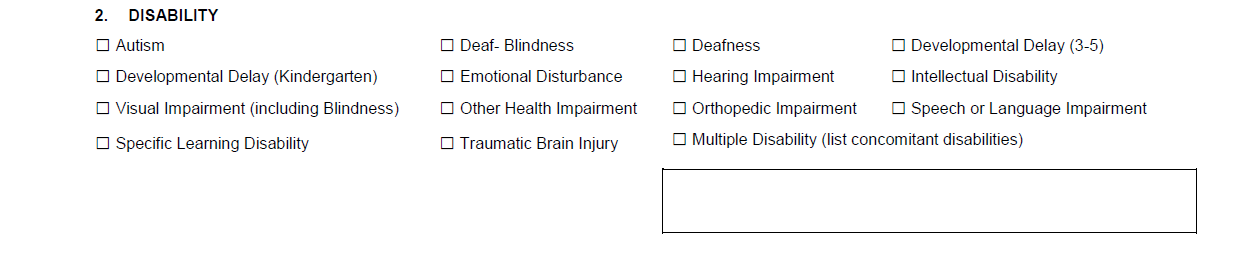 2. DISABILITY
☐ Autism ☐ Deaf- Blindness ☐ Deafness ☐ Developmental Delay (3-5)
☐ Developmental Delay (Kindergarten) ☐ Emotional Disturbance ☐ Hearing Impairment ☐ Intellectual Disability
☐ Visual Impairment (including Blindness) ☐ Other Health Impairment ☐ Orthopedic Impairment ☐ Speech or Language Impairment
☐ Specific Learning Disability ☐ Traumatic Brain Injury ☐ Multiple Disability (list concomitant disabilities)